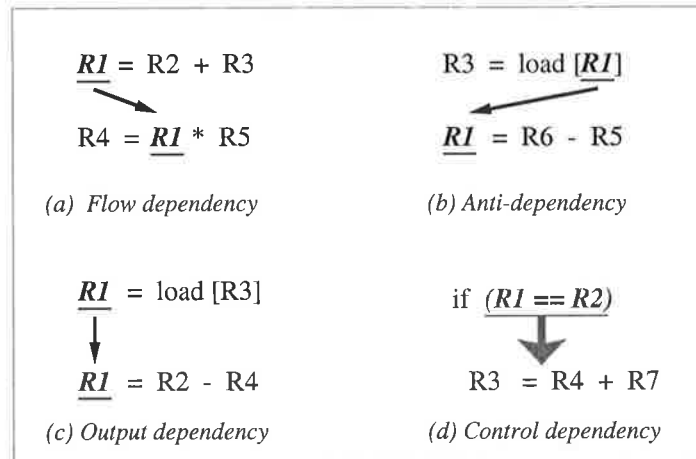 R1 = R2 + R3
R4 = R1 * R5
(a) Flow dependency
R3 = load [R1]
R1 = R6 - R5
(b) Anti-dependency
R1 = load [R3]
R1 = R2 - R4
(c) Output dependency
if (R1 == R2)
R3 = R4 + R7
(d) Control dependency